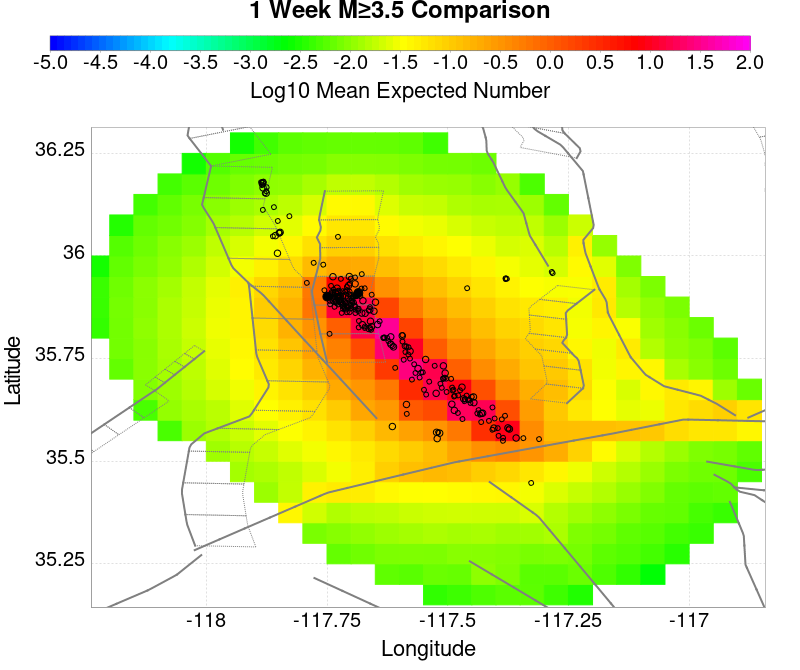 1 Week M≥3.5 Comparison
-5.0 -4.5 -4.0 -3.5 -3.0 -2.5 -2.0 -1.5 -1.0 -0.5 0.0 0.5 1.0 1.5 2.0
Log10 Mean Expected Number
36.25
36
35.75
35.5
35.25
Latitude
-118 -117.75 -117.5 -117.25 -117
Longitude